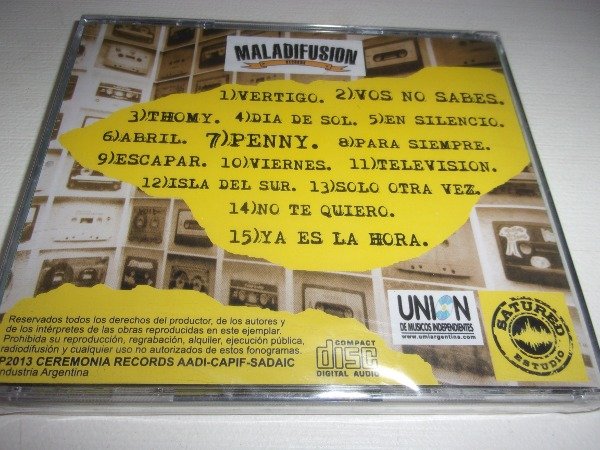 MALADIFUSION
RECORDS
1)VERTIGO. 2)VOS NO SABES.
3)THOMY. 4)DIA DE SOL. 5)EN SILENCIO.
6)ABRIL. 7)PENNY. 8)PARA SIEMPRE.
9)ESCAPAR. 10)VIERNES. 11)TELEVISION.
12)ISLA DEL SUR. 13)SOLO OTRA VEZ.
14)NO TE QUIERO.
15)YA ES LA HORA.
Reservados todos los derechos del productor, de los autores y
de los intérpretes de las obras reproducidas en este ejemplar.
Prohibida su reproducción, regrabación, alquiler, ejecución pública,
radiodifusión y cualquier uso no autorizados de estos fonogramas.
P2013 CEREMONIA RECORDS AADI-CAPIF-SADAIC
Industria Argentina
COMPACT
disc
DIGITAL AUDIO
UNION
DE MUSICOS INDEPENDIENTES
www.umiargentina.com
SATURED
ESTUDIO